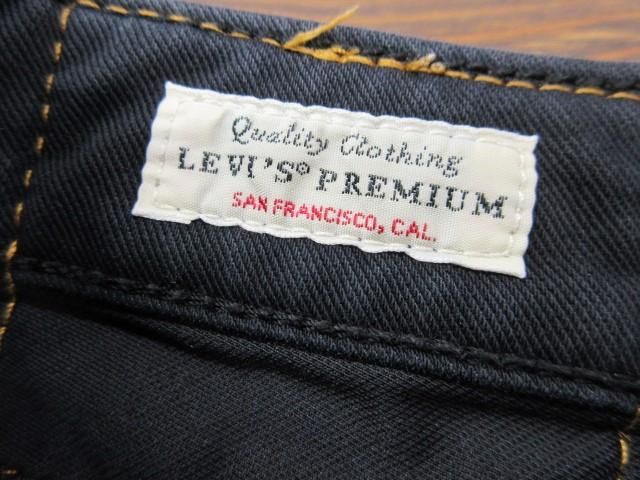 Quality Clothing
LEVI'S® PREMIUM
SAN FRANCISCO, CAL.